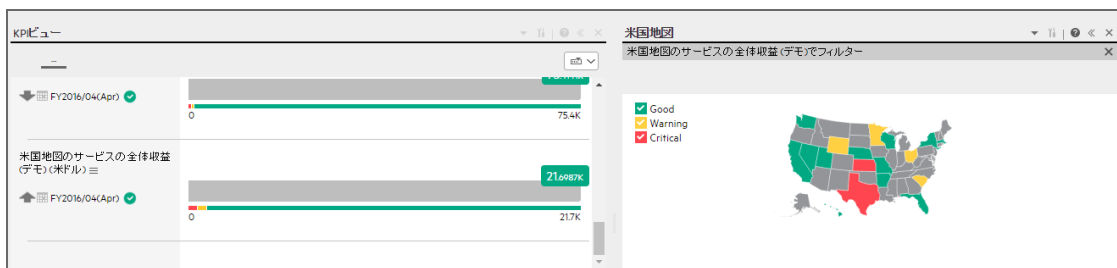 KPIビュー
FY2016/04(Apr)
0
75.4K
米国地図のサービスの全体収益
(デモ)(米ドル)
21.6987K
FY2016/04(Apr)
0
21.7K
米国地図
米国地図のサービスの全体収益(デモ)でフィルター
Good
Warning
Critical